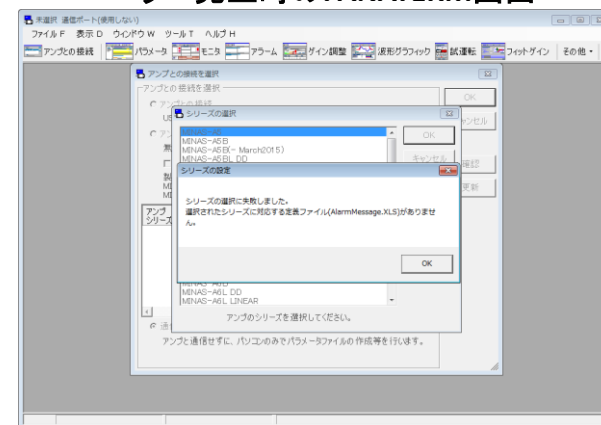 未選択 通信ポート(使用しない)
ファイル F 表示 D ウィンドウ W ツール T ヘルプ H
アンプとの接続 パラメータ モニタ アラーム ゲイン調整 波形グラフィック 試運転 フィットゲイン その他
アンプとの接続を選択
アンプとの接続を選択
シリーズの選択
OK
MINAS-A5B
MINAS-A5B(- March2015)
MINAS-A5BL DD
OK
キャンセル
シリーズの設定
シリーズの選択に失敗しました。
選択されたシリーズに対応する定義ファイル(AlarmMessage.XLS)がありませ
ん。
OK
更新
アンプ
MINAS-A6L DD
MINAS-A6L LINEAR
アンプのシリーズを選択してください。
アンプと通信せずに、パソコンのみでパラメータファイルの作成等を行います。